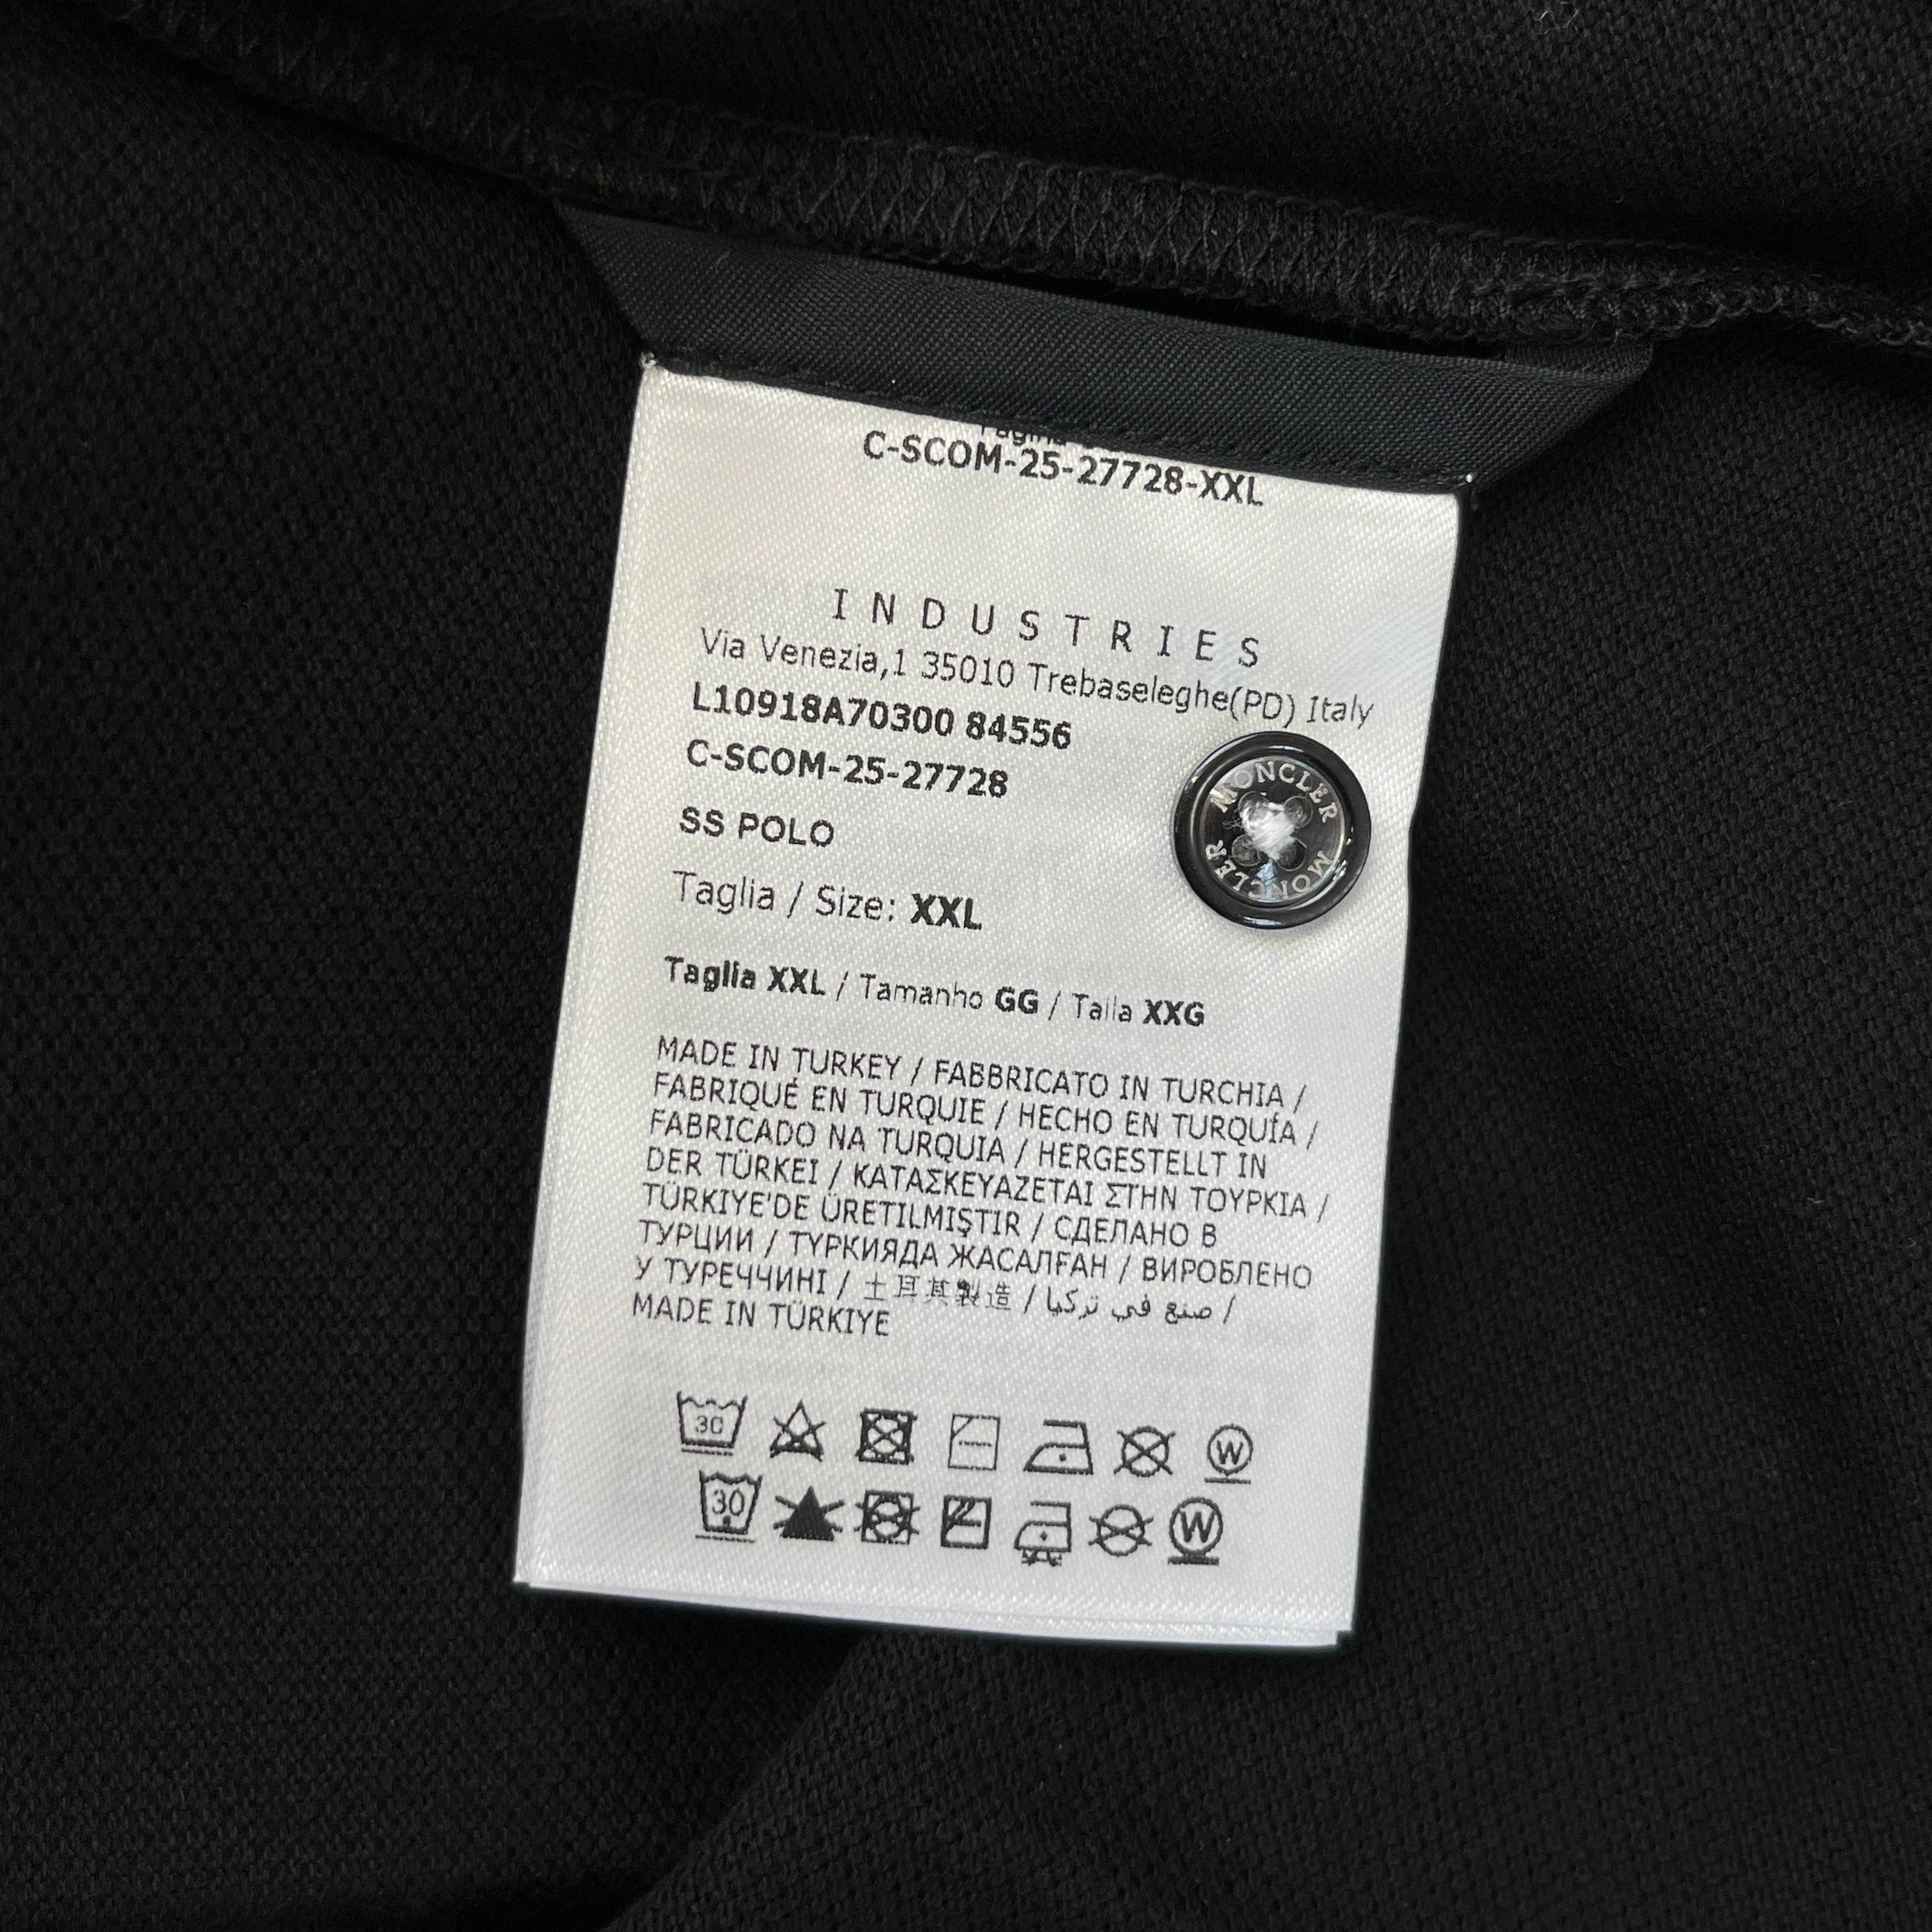 C-SCOM-25-27728-XXL
INDUSTRIES
Via Venezia,1 35010 Trebaseleghe(PD) Italy
L10918A70300 84556
C-SCOM-25-27728
SS POLO
MONCLER MONCLER
Taglia / Size: XXL
Taglia XXL / Tamanho GG / Talla XXG
MADE IN TURKEY / FABBRICATO IN TURCHIA /
FABRIQUÉ EN TURQUIE / HECHO EN TURQUÍA /
FABRICADO NA TURQUIA / HERGESTELLT IN
DER TÜRKEI / ΚΑΤΑΣΚΕΥΑΖΕΤΑΙ ΣΤΗΝ ΤΟΥΡΚΙΑ /
TÜRKIYE'DE ÜRETILMIŞTIR / СДЕЛАНО В
ТУРЦИИ / ТҮРКИЯДА ЖАСАЛҒАН / ВИРОБЛЕНО
У ТУРЕЧЧИНІ / 土耳其製造 / صنع في تركيا /
MADE IN TÜRKIYE
30 W
30 W